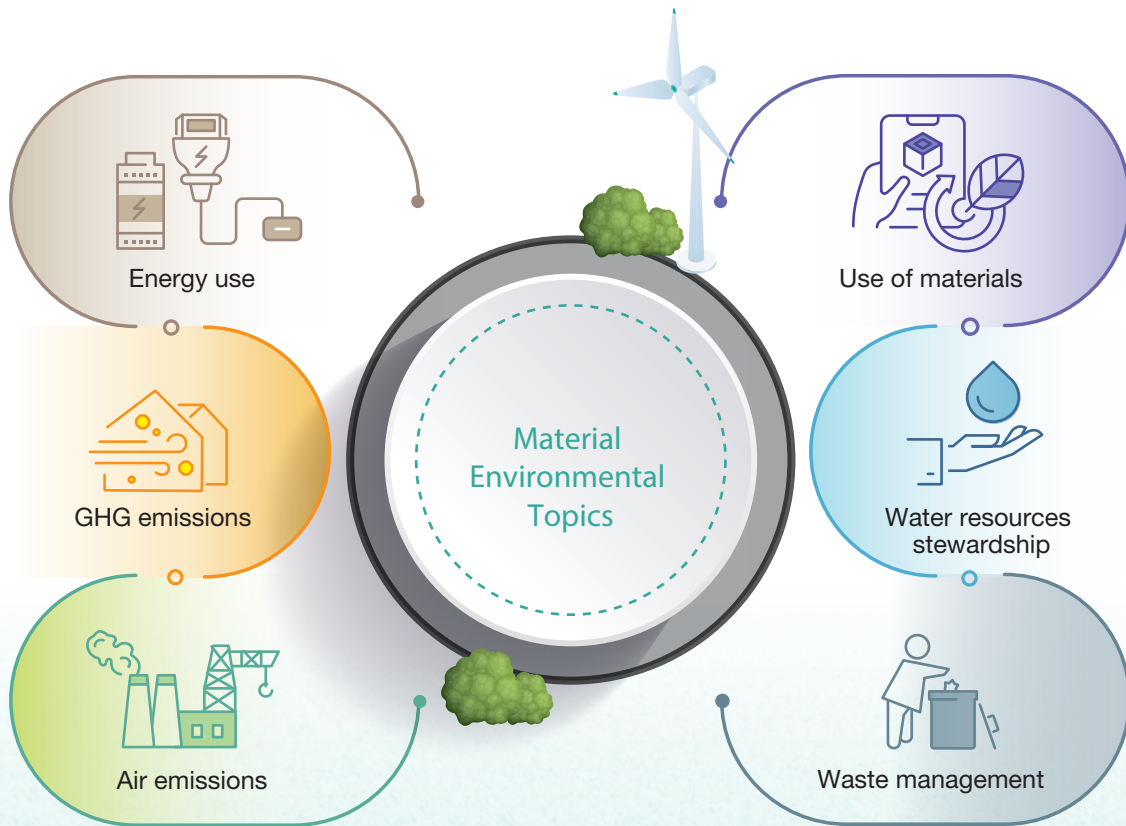 Energy use
GHG emissions
Air emissions
Material
Environmental
Topics
Use of materials
Water resources
stewardship
Waste management